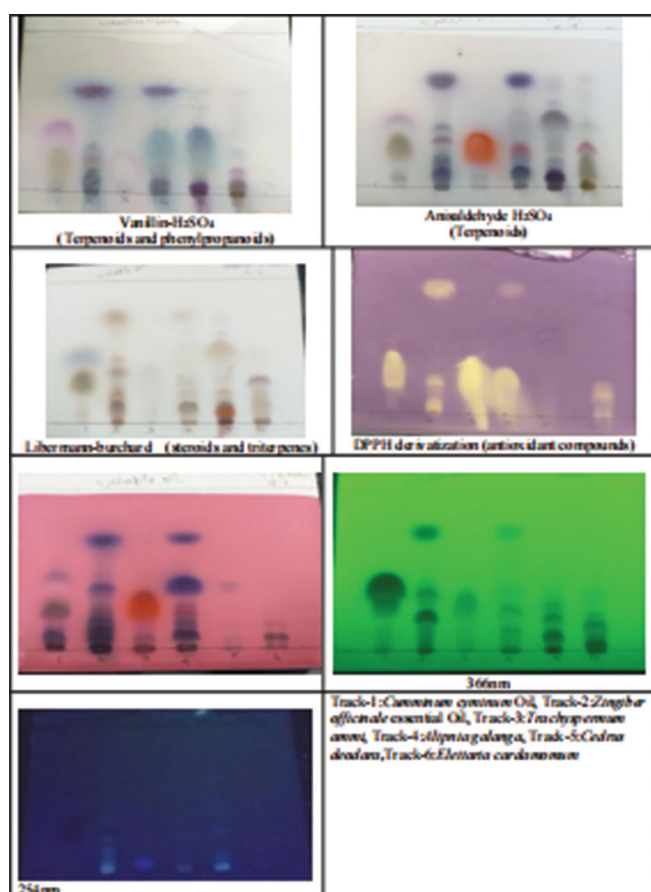 Vanillin-H2SO4
(Terpenoids and phenylpropanoids)
Anisaldehyde H2SO4
(Terpenoids)
Libermann-burchard (steroids and triterpenes)
DPPH derivatization (antioxidant compounds)
366nm
Track-1:Cumminum cyminum Oil, Track-2:Zingiber
officinale essential Oil, Track-3:Trachyspermum
ammi, Track-4:Alpnia galanga, Track-5:Cedrus
deodara,Track-6:Elettaria cardamomum
254nm